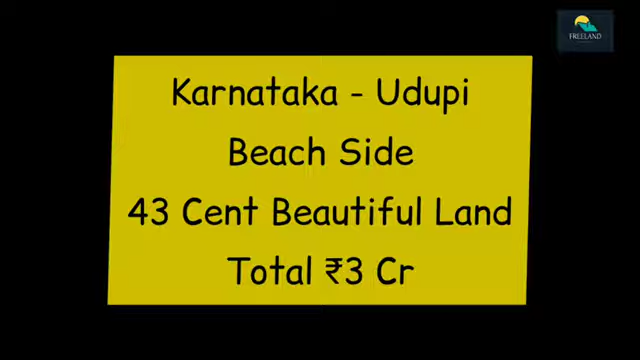 FREELAND
Karnataka - Udupi
Beach Side
43 Cent Beautiful Land
Total ₹3 Cr